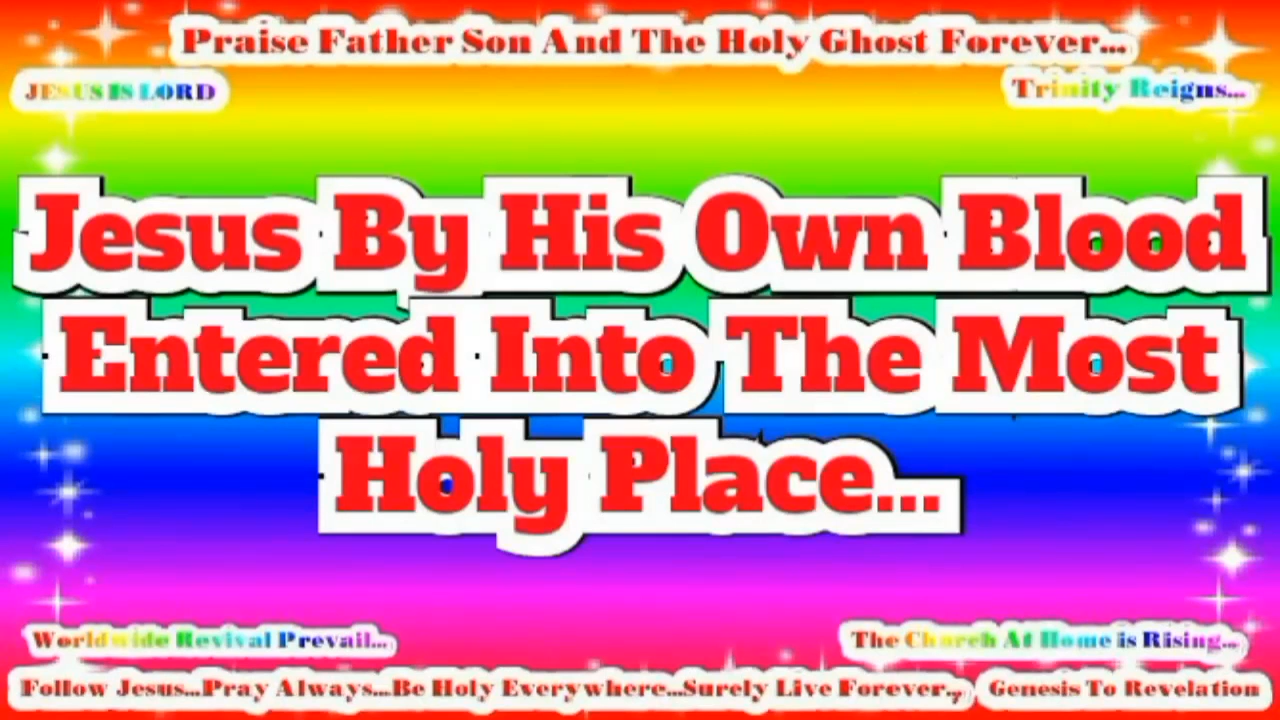 Praise Father Son And The Holy Ghost Forever...
JESUS IS LORD
Trinity Reigns...
Jesus By His Own Blood
Entered Into The Most
Holy Place...
Worldwide Revival Prevail...
The Church At Home is Rising...
Follow Jesus...Pray Always...Be Holy Everywhere...Surely Live Forever...
Genesis To Revelation